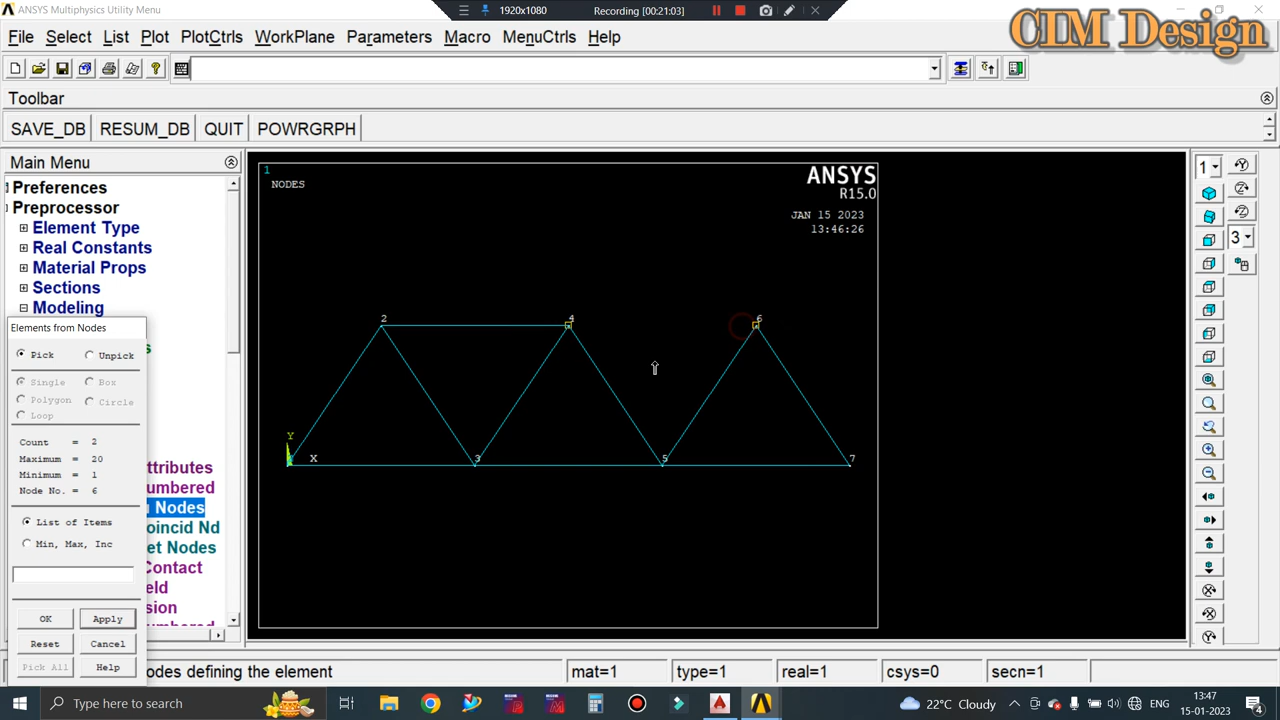 ANSYS Multiphysics Utility Menu
1920x1080
Recording [00:21:03]
CIM Design
File Select List Plot PlotCtrls WorkPlane Parameters Macro MenuCtrls Help
Toolbar
SAVE_DB RESUM_DB QUIT POWRGRPH
Main Menu
Preferences
Preprocessor
Element Type
Real Constants
Material Props
Sections
Modeling
Elements from Nodes
Pick Unpick
Single Box
Polygon Circle
Loop
Count = 2
Maximum = 20
Minimum = 1
Node No. = 6
List of Items
Min, Max, Inc
OK Apply
Reset Cancel
Pick All Help
s
ttributes
umbered
Nodes
oincid Nd
et Nodes
Contact
eld
sion
umbered
1
NODES
ANSYS
R15.0
JAN 15 2023
13:46:26
2 4 6
Y
X 3 5 7
1
3
odes defining the element
mat=1
type=1
real=1
csys=0
secn=1
Type here to search
22°C Cloudy
ENG
13:47
15-01-2023
4